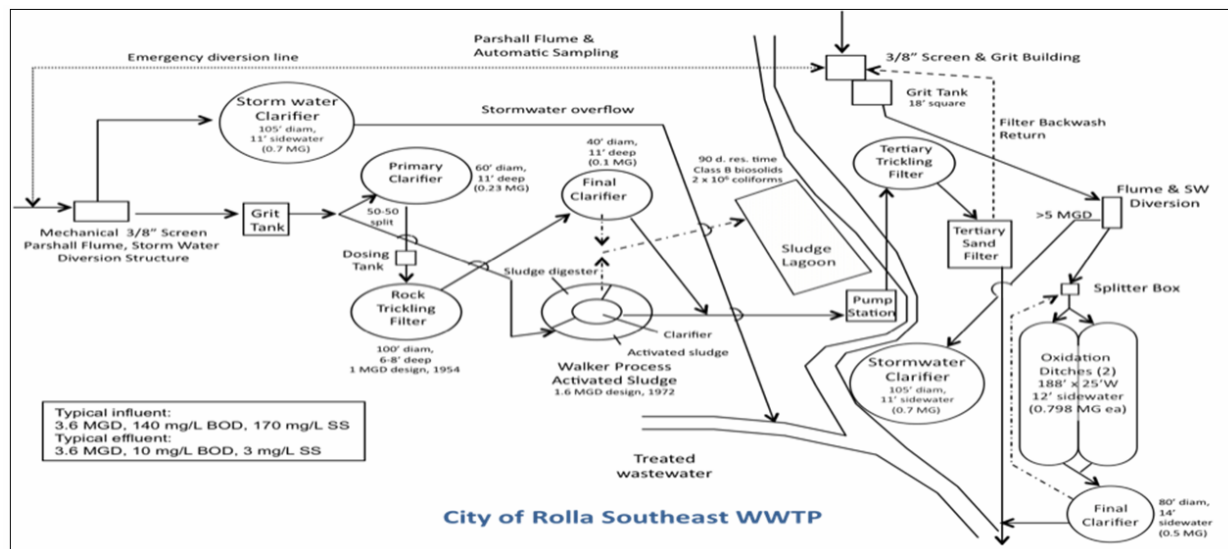 Parshall Flume &
Automatic Sampling
Emergency diversion line
3/8" Screen & Grit Building
Grit Tank
18' square
Filter Backwash
Return
Storm water
Clarifier
105' diam,
11' sidewater
(0.7 MG)
Stormwater overflow
Primary
Clarifier
60' diam,
11' deep
(0.23 MG)
40' diam,
11' deep
(0.1 MG)
Final
Clarifier
90 d. res. time
Class B biosolids
2 x 10⁶ coliforms
Tertiary
Trickling
Filter
Flume & SW
Diversion
>5 MGD
Grit
Tank
50-50
split
Mechanical 3/8" Screen
Parshall Flume, Storm Water
Diversion Structure
Dosing
Tank
Sludge digester
Sludge
Lagoon
Tertiary
Sand
Filter
Splitter Box
Rock
Trickling
Filter
100' diam,
6-8' deep
1 MGD design, 1954
Clarifier
Activated sludge
Walker Process
Activated Sludge
1.6 MGD design, 1972
Pump
Station
Stormwater
Clarifier
105' diam,
11' sidewater
(0.7 MG)
Oxidation
Ditches (2)
188' x 25'W
12' sidewater
(0.798 MG ea)
Typical influent:
3.6 MGD, 140 mg/L BOD, 170 mg/L SS
Typical effluent:
3.6 MGD, 10 mg/L BOD, 3 mg/L SS
Treated
wastewater
City of Rolla Southeast WWTP
Final
Clarifier
80' diam,
14'
sidewater
(0.5 MG)